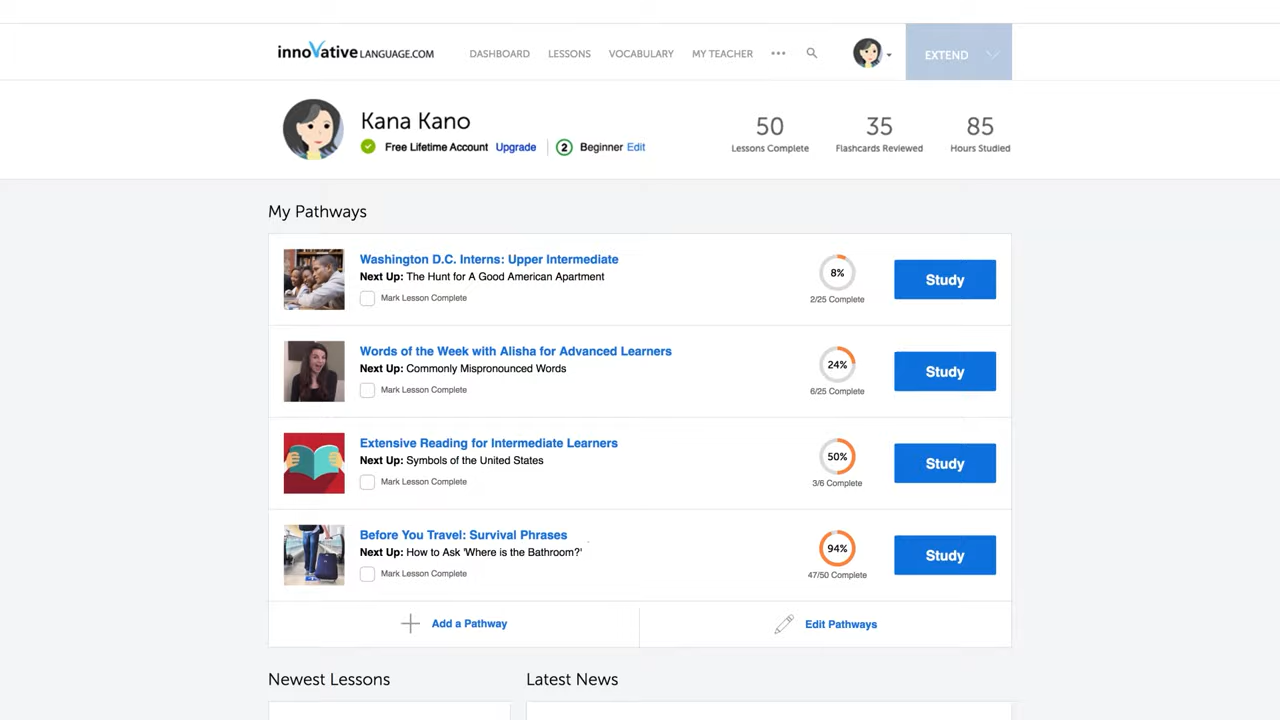 innoVative LANGUAGE.COM DASHBOARD LESSONS VOCABULARY MY TEACHER ••• EXTEND
Kana Kano
Free Lifetime Account Upgrade 2 Beginner Edit
50 35 85
Lessons Complete Flashcards Reviewed Hours Studied
My Pathways
Washington D.C. Interns: Upper Intermediate
Next Up: The Hunt for A Good American Apartment
Mark Lesson Complete
8%
2/25 Complete
Study
Words of the Week with Alisha for Advanced Learners
Next Up: Commonly Mispronounced Words
Mark Lesson Complete
24%
6/25 Complete
Study
Extensive Reading for Intermediate Learners
Next Up: Symbols of the United States
Mark Lesson Complete
50%
3/6 Complete
Study
Before You Travel: Survival Phrases
Next Up: How to Ask 'Where is the Bathroom?'
Mark Lesson Complete
94%
47/50 Complete
Study
Add a Pathway Edit Pathways
Newest Lessons Latest News